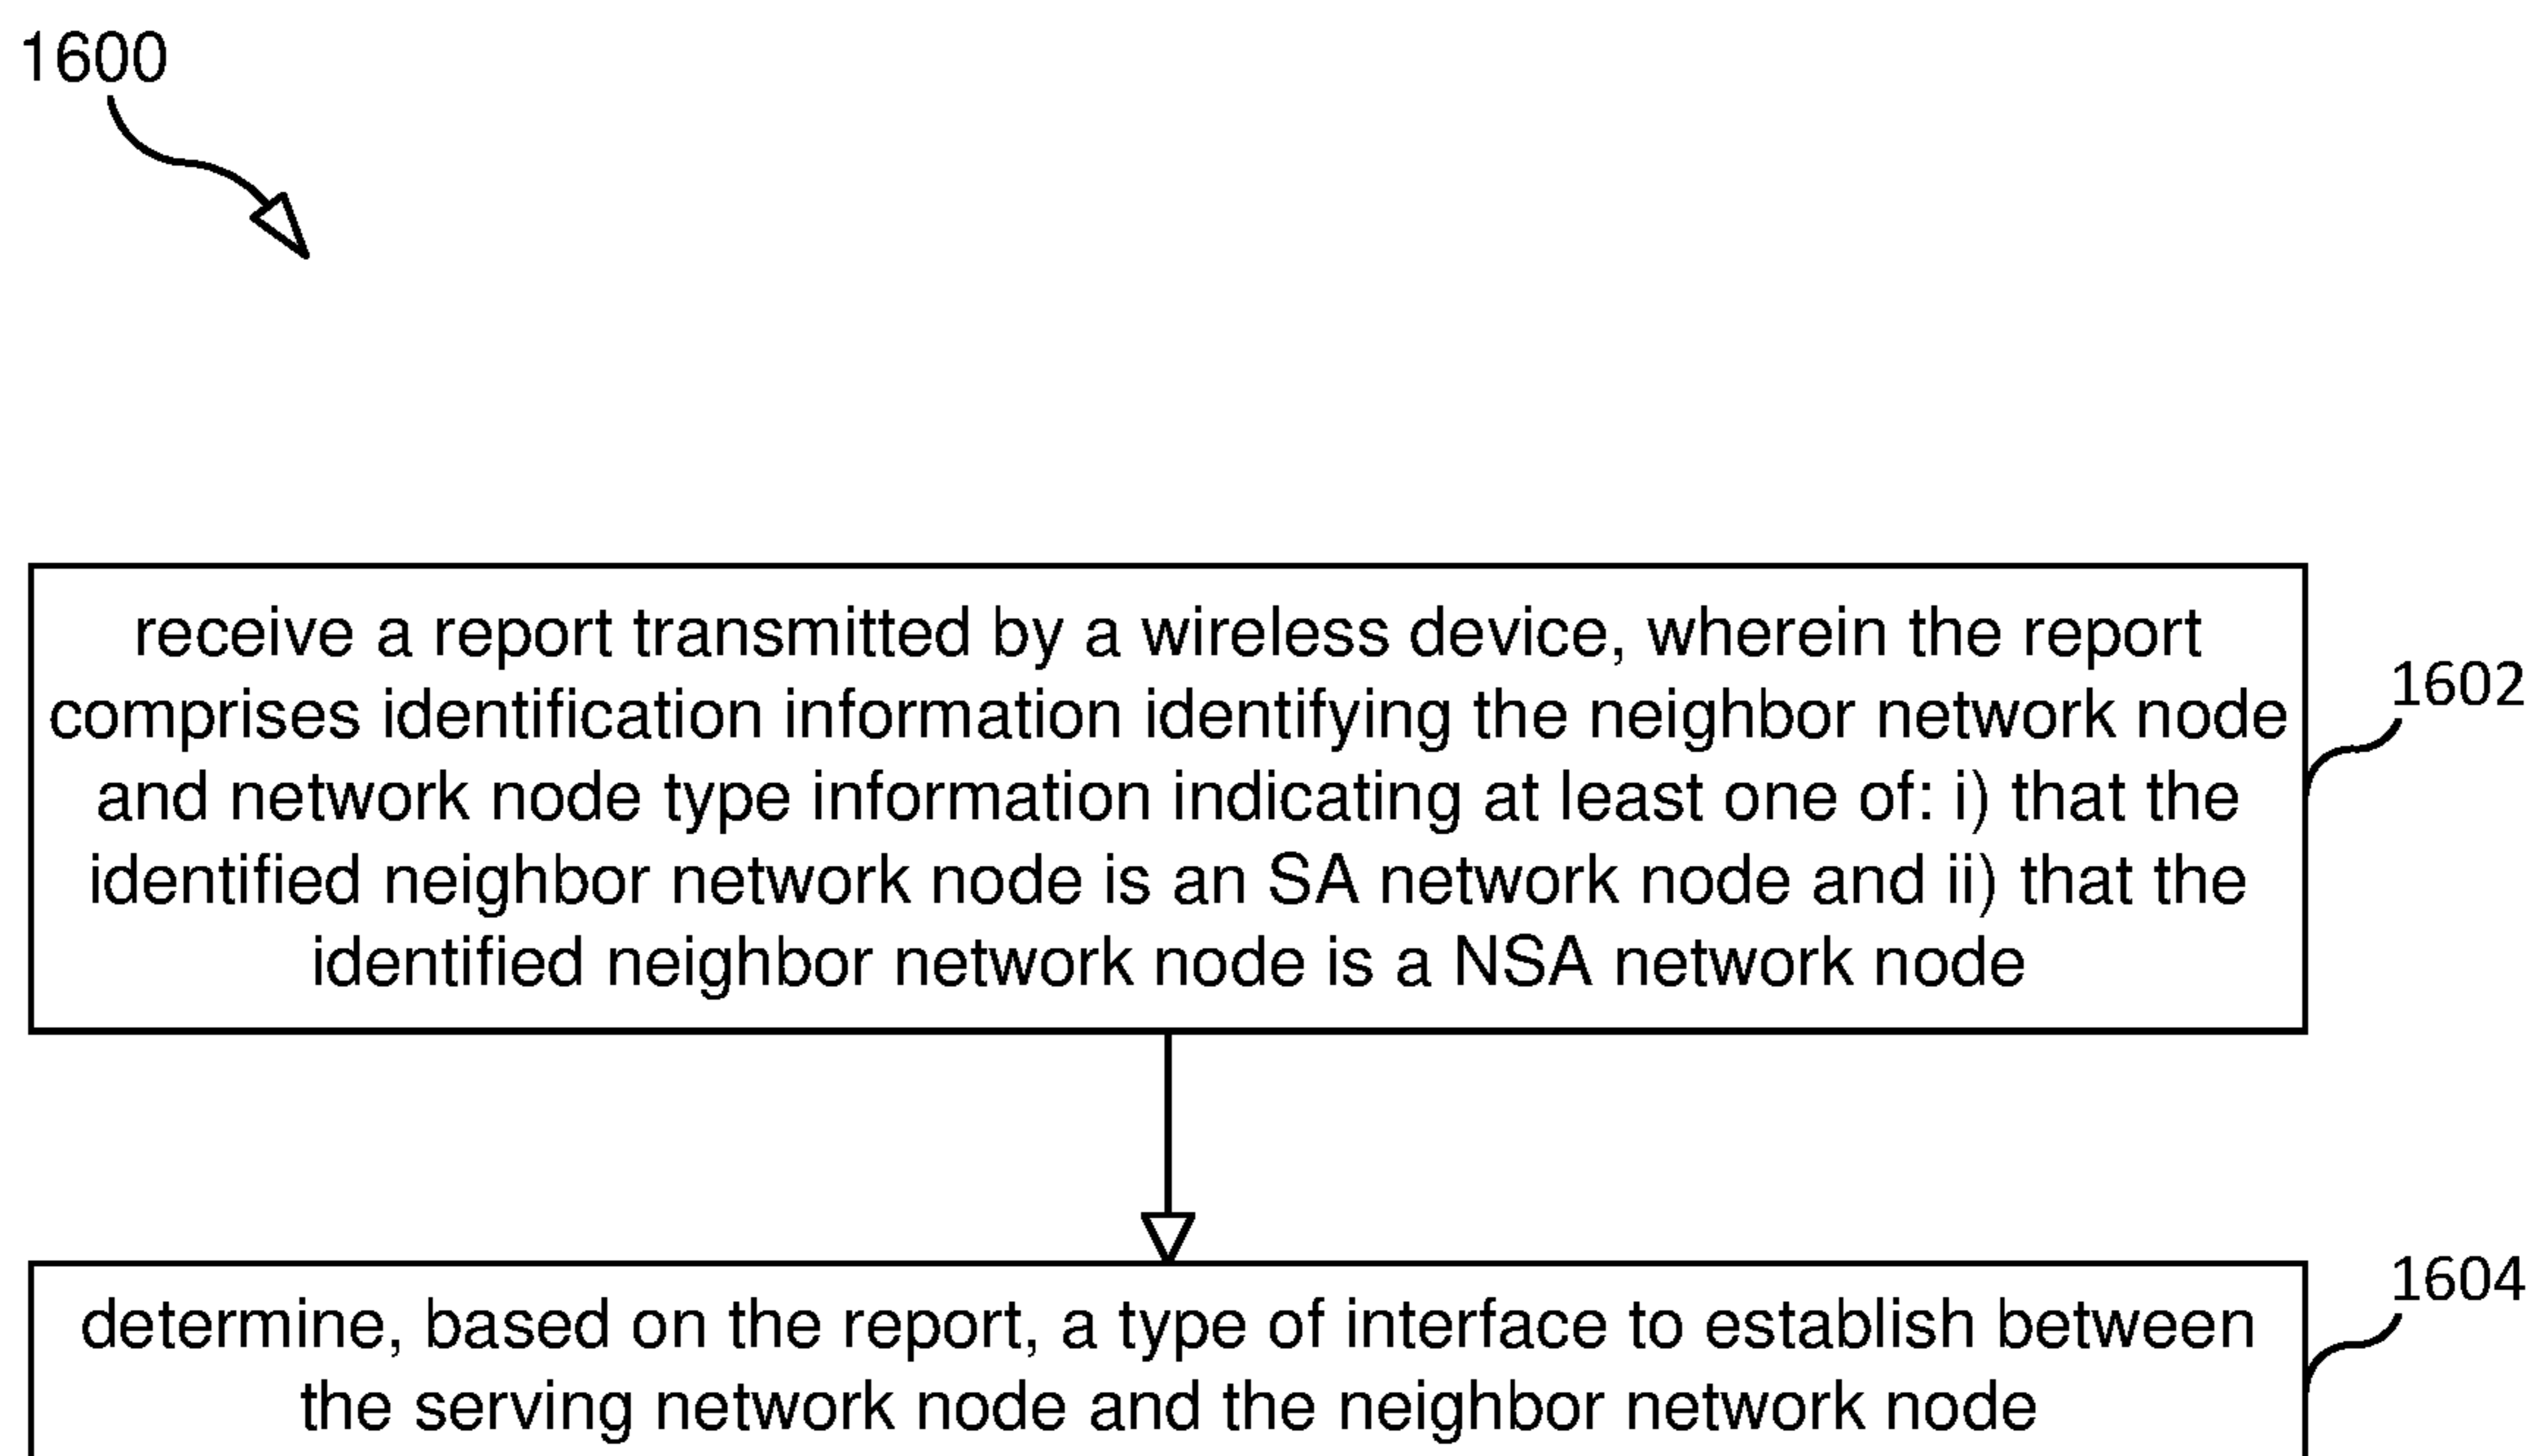 1600
receive a report transmitted by a wireless device, wherein the report
comprises identification information identifying the neighbor network node
and network node type information indicating at least one of: i) that the
identified neighbor network node is an SA network node and ii) that the
identified neighbor network node is a NSA network node
1602
determine, based on the report, a type of interface to establish between
the serving network node and the neighbor network node
1604